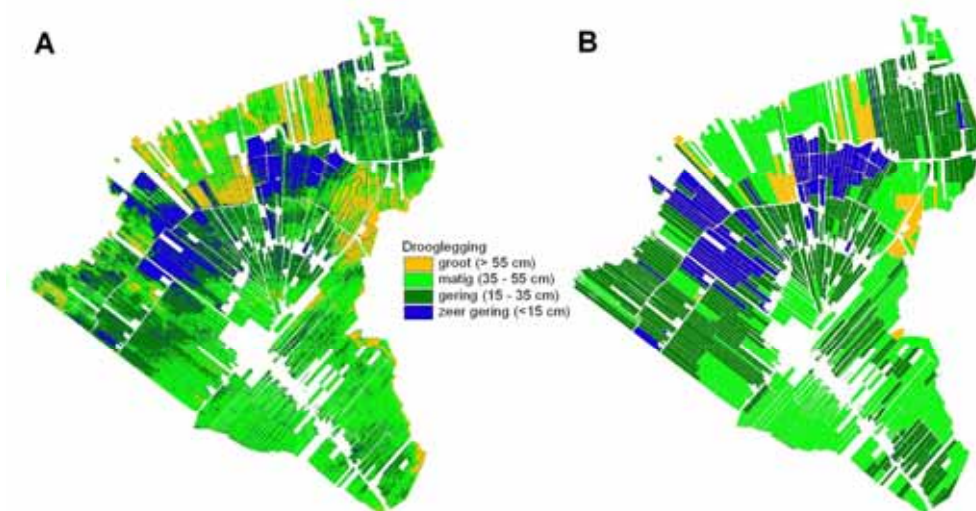 A
B
Drooglegging
groot (> 55 cm)
matig (35 - 55 cm)
gering (15 - 35 cm)
zeer gering (<15 cm)